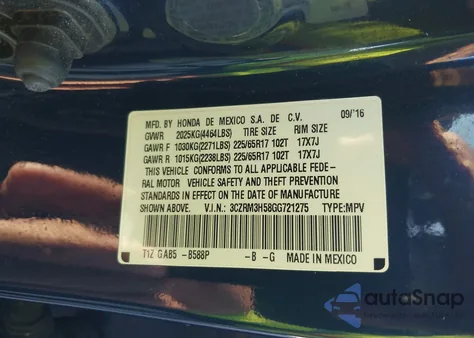 MFD. BY HONDA DE MEXICO S.A. DE C.V. 09/'16
GVWR 2025KG(4464LBS) TIRE SIZE RIM SIZE
GAWR F 1030KG(2271LBS) 225/65R17 102T 17X7J
GAWR R 1015KG(2238LBS) 225/65R17 102T 17X7J
THIS VEHICLE CONFORMS TO ALL APPLICABLE FEDE-
RAL MOTOR VEHICLE SAFETY AND THEFT PREVENTION
STANDARDS IN EFFECT ON THE DATE OF MANUFACTURE
SHOWN ABOVE. V.I.N.: 3CZRM3H58GG721275 TYPE:MPV
T1Z GAB5 -B588P -B -G MADE IN MEXICO
autoSnap